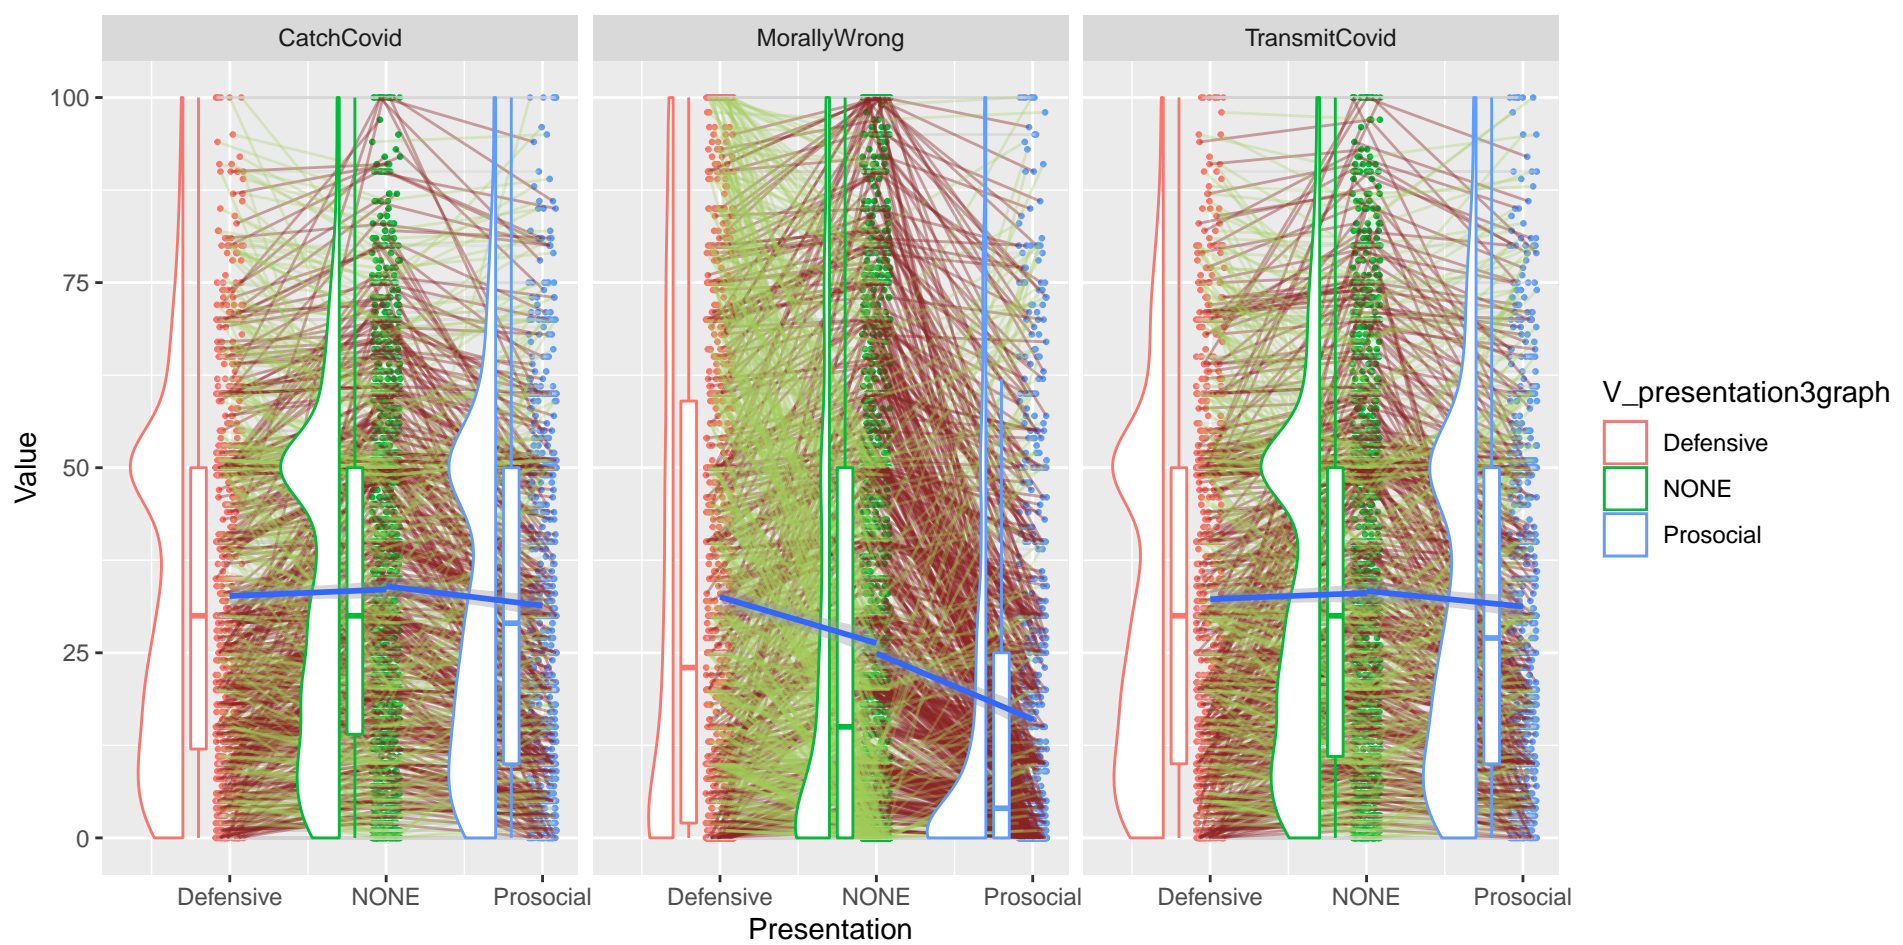 CatchCovid MorallyWrong TransmitCovid
100
75
50
25
0
Value
Defensive NONE Prosocial Defensive NONE Prosocial Defensive NONE Prosocial
Presentation
V_presentation3graph
Defensive
NONE
Prosocial